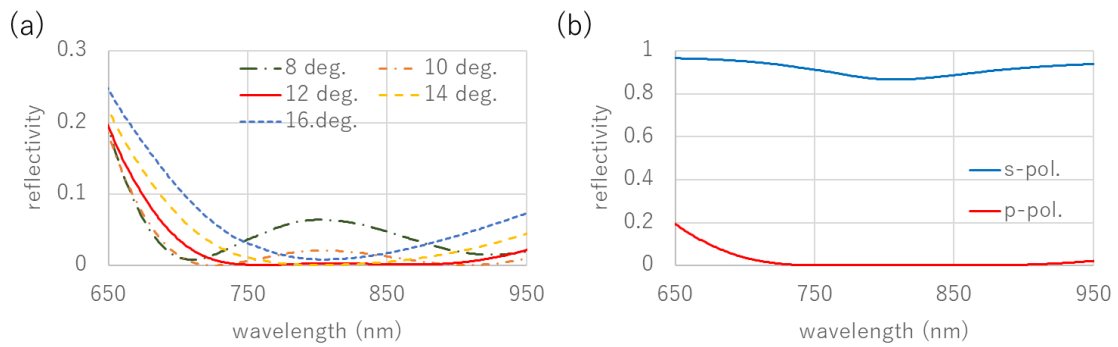 (a)
0.3
0.2
0.1
0
reflectivity
8 deg.
10 deg.
12 deg.
14 deg.
16.deg.
650
750
850
950
wavelength (nm)
(b)
1
0.8
0.6
0.4
0.2
0
reflectivity
s-pol.
p-pol.
650
750
850
950
wavelength (nm)